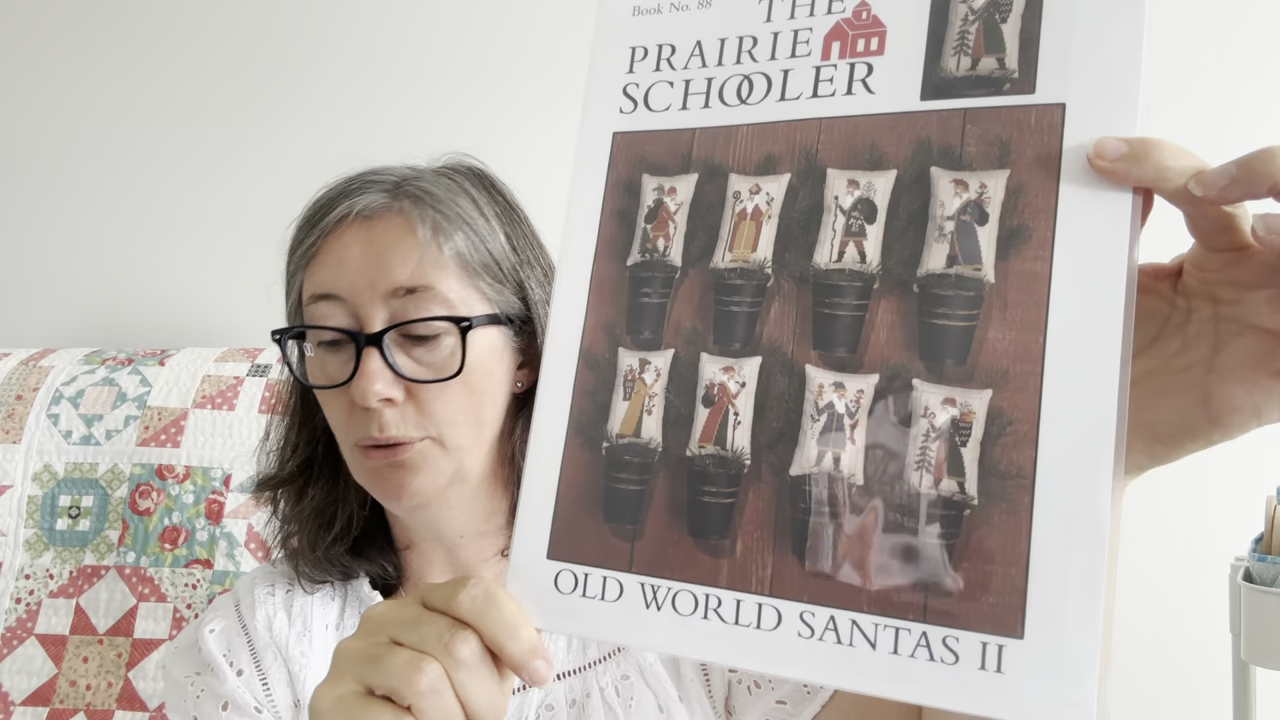 Book No. 88
THE
PRAIRIE
SCHOOLER
OLD WORLD SANTAS II